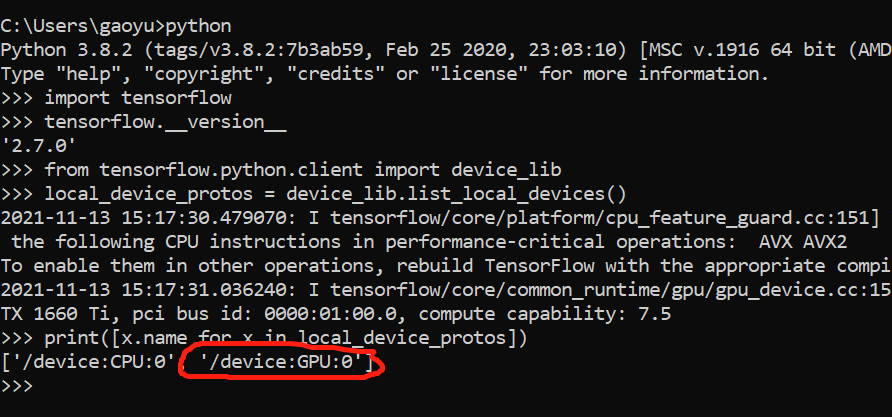 C:\Users\gaoyu>python
Python 3.8.2 (tags/v3.8.2:7b3ab59, Feb 25 2020, 23:03:10) [MSC v.1916 64 bit (AMD
Type "help", "copyright", "credits" or "license" for more information.
>>> import tensorflow
>>> tensorflow.__version__
'2.7.0'
>>> from tensorflow.python.client import device_lib
>>> local_device_protos = device_lib.list_local_devices()
2021-11-13 15:17:30.479070: I tensorflow/core/platform/cpu_feature_guard.cc:151]
 the following CPU instructions in performance-critical operations:  AVX AVX2
To enable them in other operations, rebuild TensorFlow with the appropriate compi
2021-11-13 15:17:31.036240: I tensorflow/core/common_runtime/gpu/gpu_device.cc:15
TX 1660 Ti, pci bus id: 0000:01:00.0, compute capability: 7.5
>>> print([x.name for x in local_device_protos])
['/device:CPU:0', '/device:GPU:0']
>>>